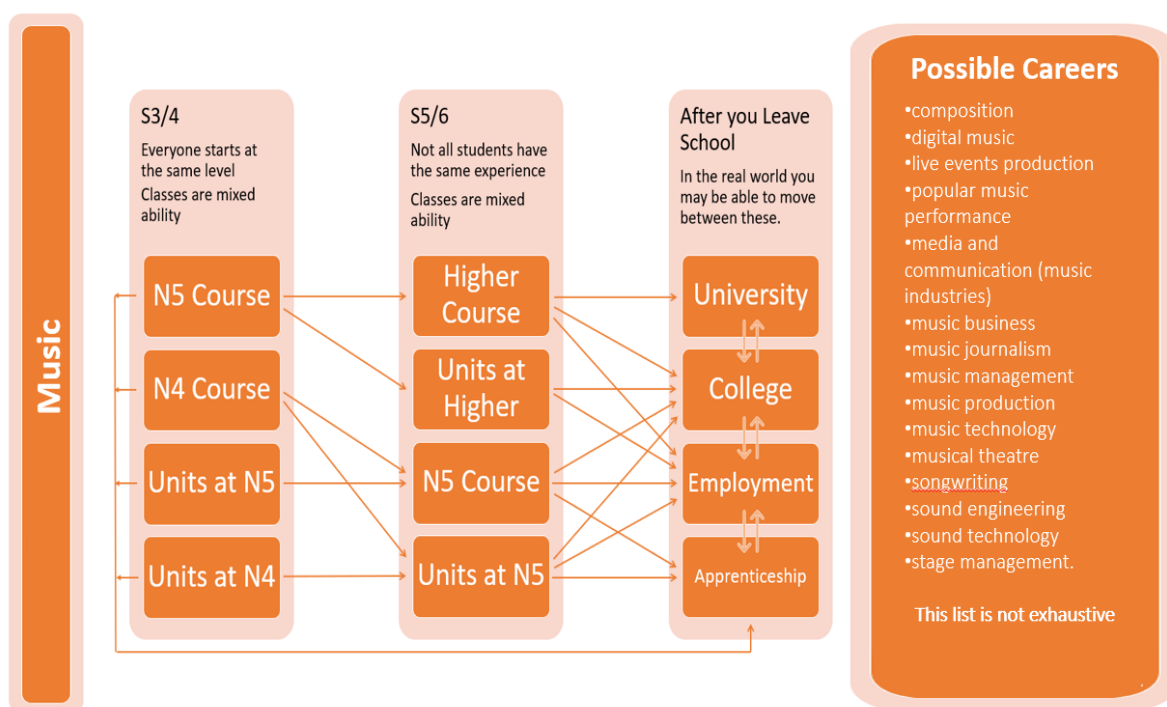 Music
S3/4
Everyone starts at
the same level
Classes are mixed
ability
N5 Course
N4 Course
Units at N5
Units at N4
S5/6
Not all students have
the same experience
Classes are mixed
ability
Higher
Course
Units at
Higher
N5 Course
Units at N5
After you Leave
School
In the real world you
may be able to move
between these.
University
College
Employment
Apprenticeship
Possible Careers
•composition
•digital music
•live events production
•popular music
performance
•media and
communication (music
industries)
•music business
•music journalism
•music management
•music production
•music technology
•musical theatre
•songwriting
•sound engineering
•sound technology
•stage management.
This list is not exhaustive